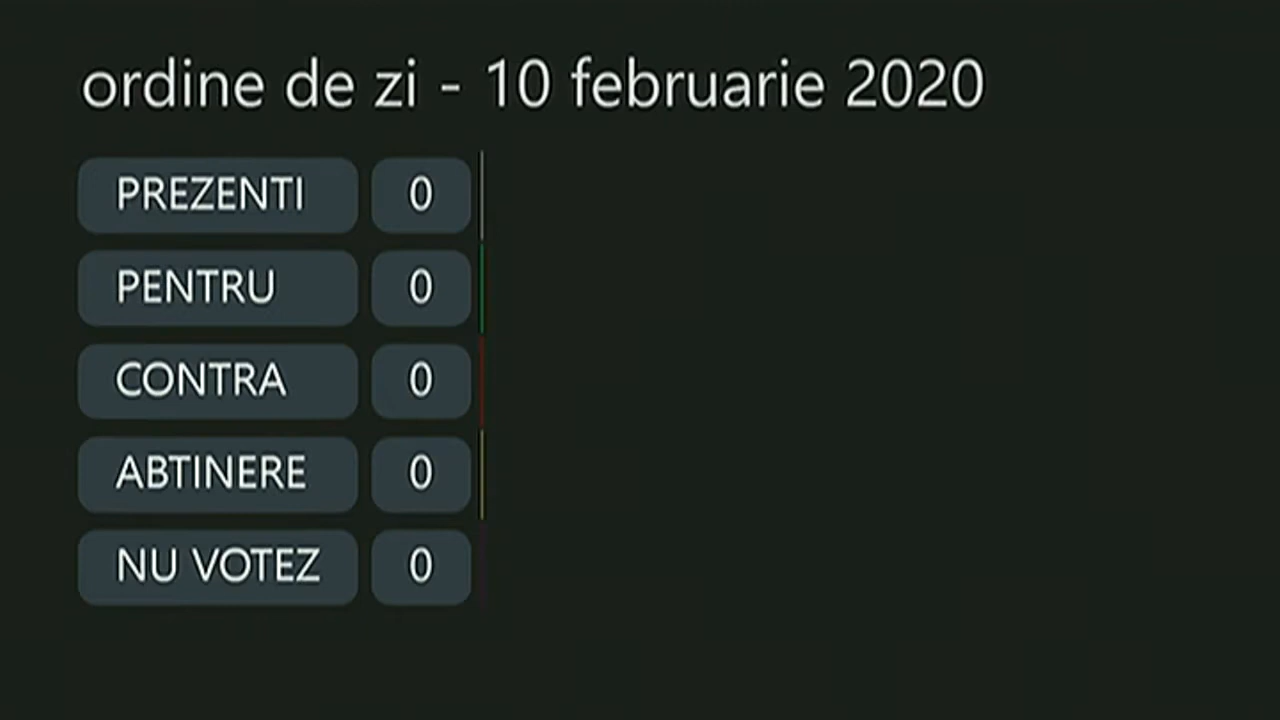 ordine de zi - 10 februarie 2020
PREZENTI 0
PENTRU 0
CONTRA 0
ABTINERE 0
NU VOTEZ 0